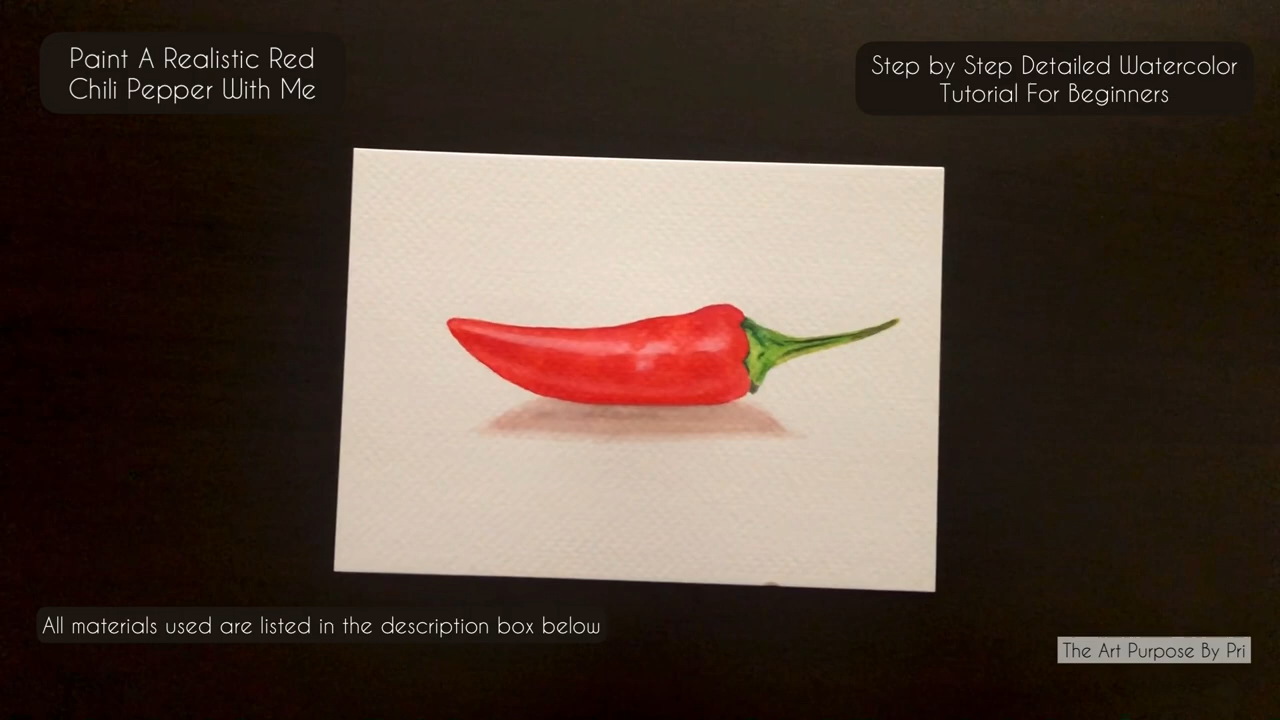 Paint A Realistic Red
Chili Pepper With Me
Step by Step Detailed Watercolor
Tutorial For Beginners
All materials used are listed in the description box below
The Art Purpose By Pri